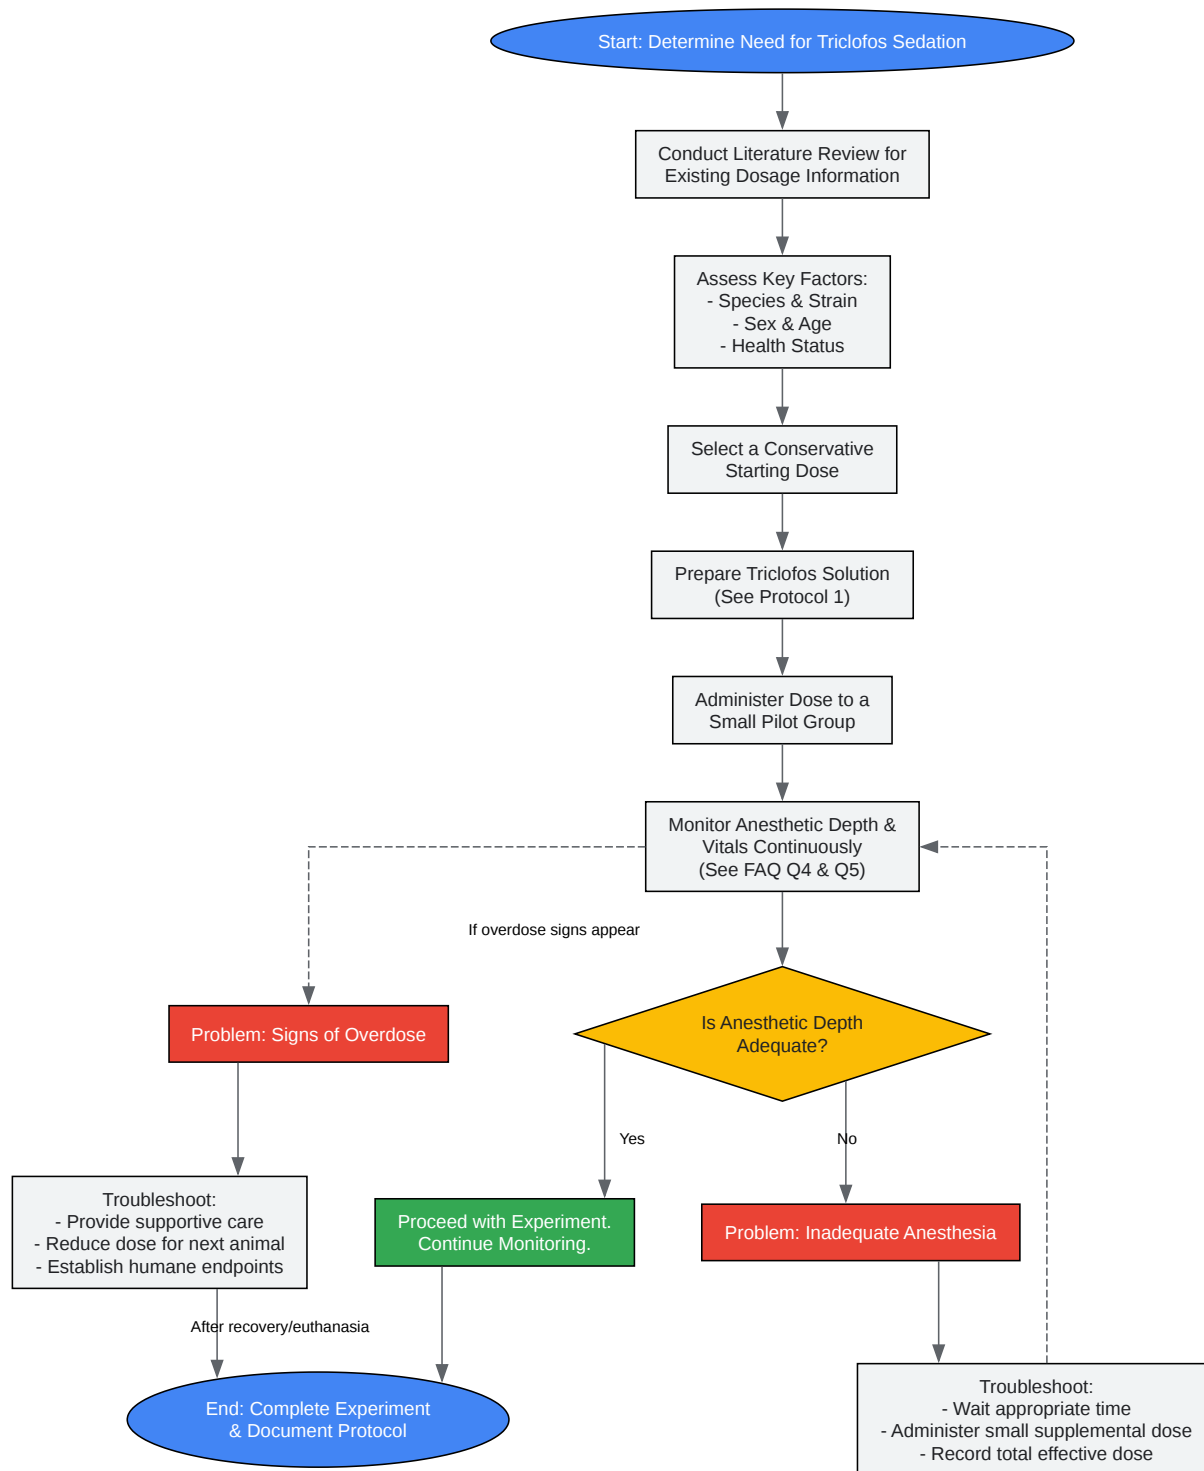 Start: Determine Need for Triclofos Sedation
Conduct Literature Review for
Existing Dosage Information
Assess Key Factors:
- Species & Strain
- Sex & Age
- Health Status
Select a Conservative
Starting Dose
Prepare Triclofos Solution
(See Protocol 1)
Administer Dose to a
Small Pilot Group
Monitor Anesthetic Depth &
Vitals Continuously
(See FAQ Q4 & Q5)
If overdose signs appear
Problem: Signs of Overdose
Is Anesthetic Depth
Adequate?
Yes
No
Troubleshoot:
- Provide supportive care
- Reduce dose for next animal
- Establish humane endpoints
Proceed with Experiment.
Continue Monitoring.
Problem: Inadequate Anesthesia
After recovery/euthanasia
End: Complete Experiment
& Document Protocol
Troubleshoot:
- Wait appropriate time
- Administer small supplemental dose
- Record total effective dose